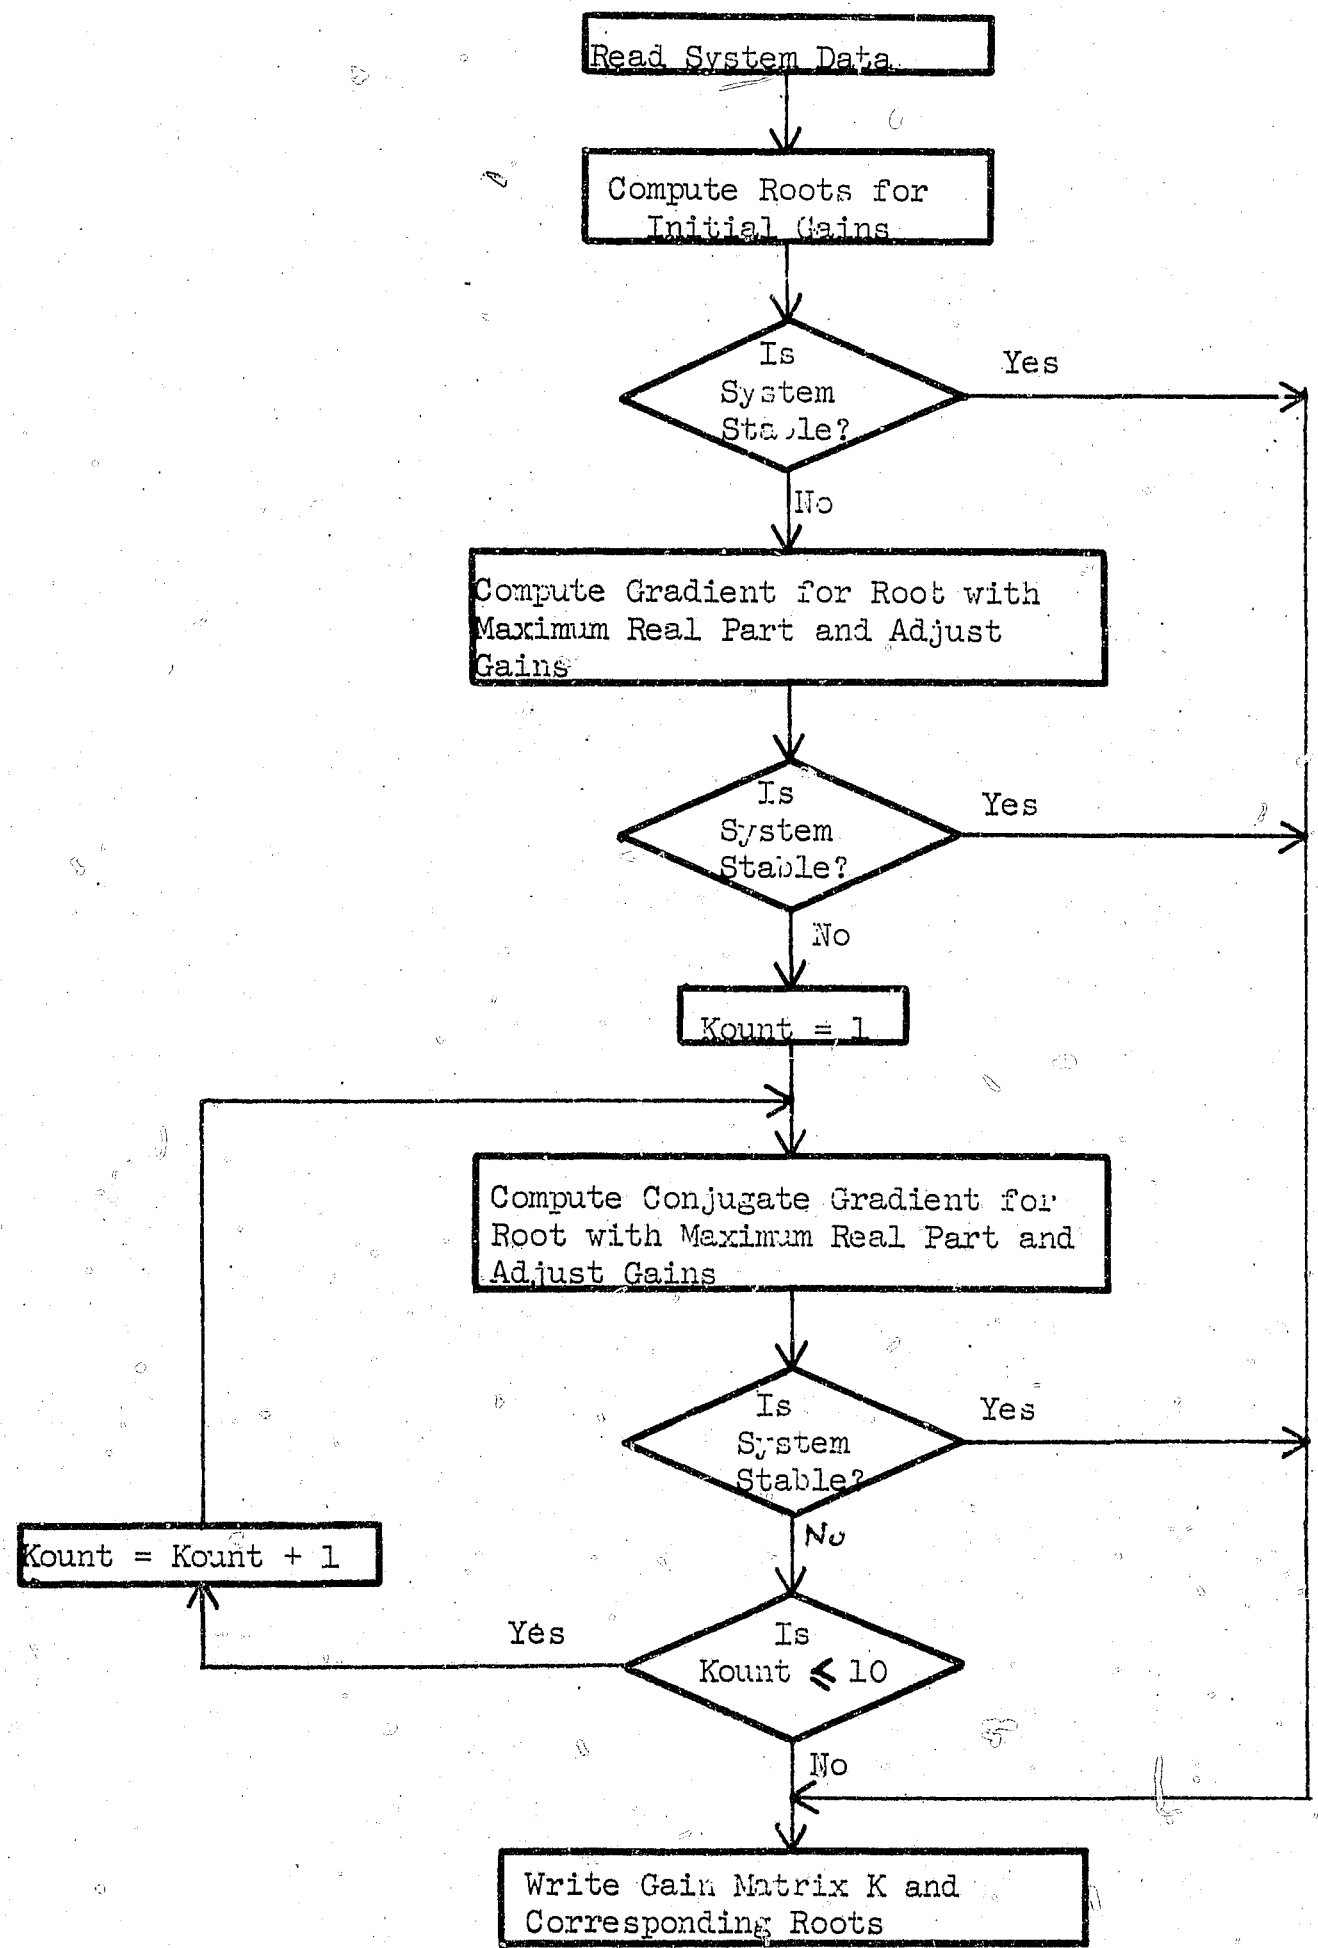 Read System Data
Compute Roots for
Initial Gains
Is
System
Stable?
Yes
No
Compute Gradient for Root with
Maximum Real Part and Adjust
Gains
Is
System
Stable?
Yes
No
Kount = 1
Compute Conjugate Gradient for
Root with Maximum Real Part and
Adjust Gains
Is
System
Stable?
Yes
No
Kount = Kount + 1
Yes
Is
Kount ≤ 10
No
Write Gain Matrix K and
Corresponding Roots